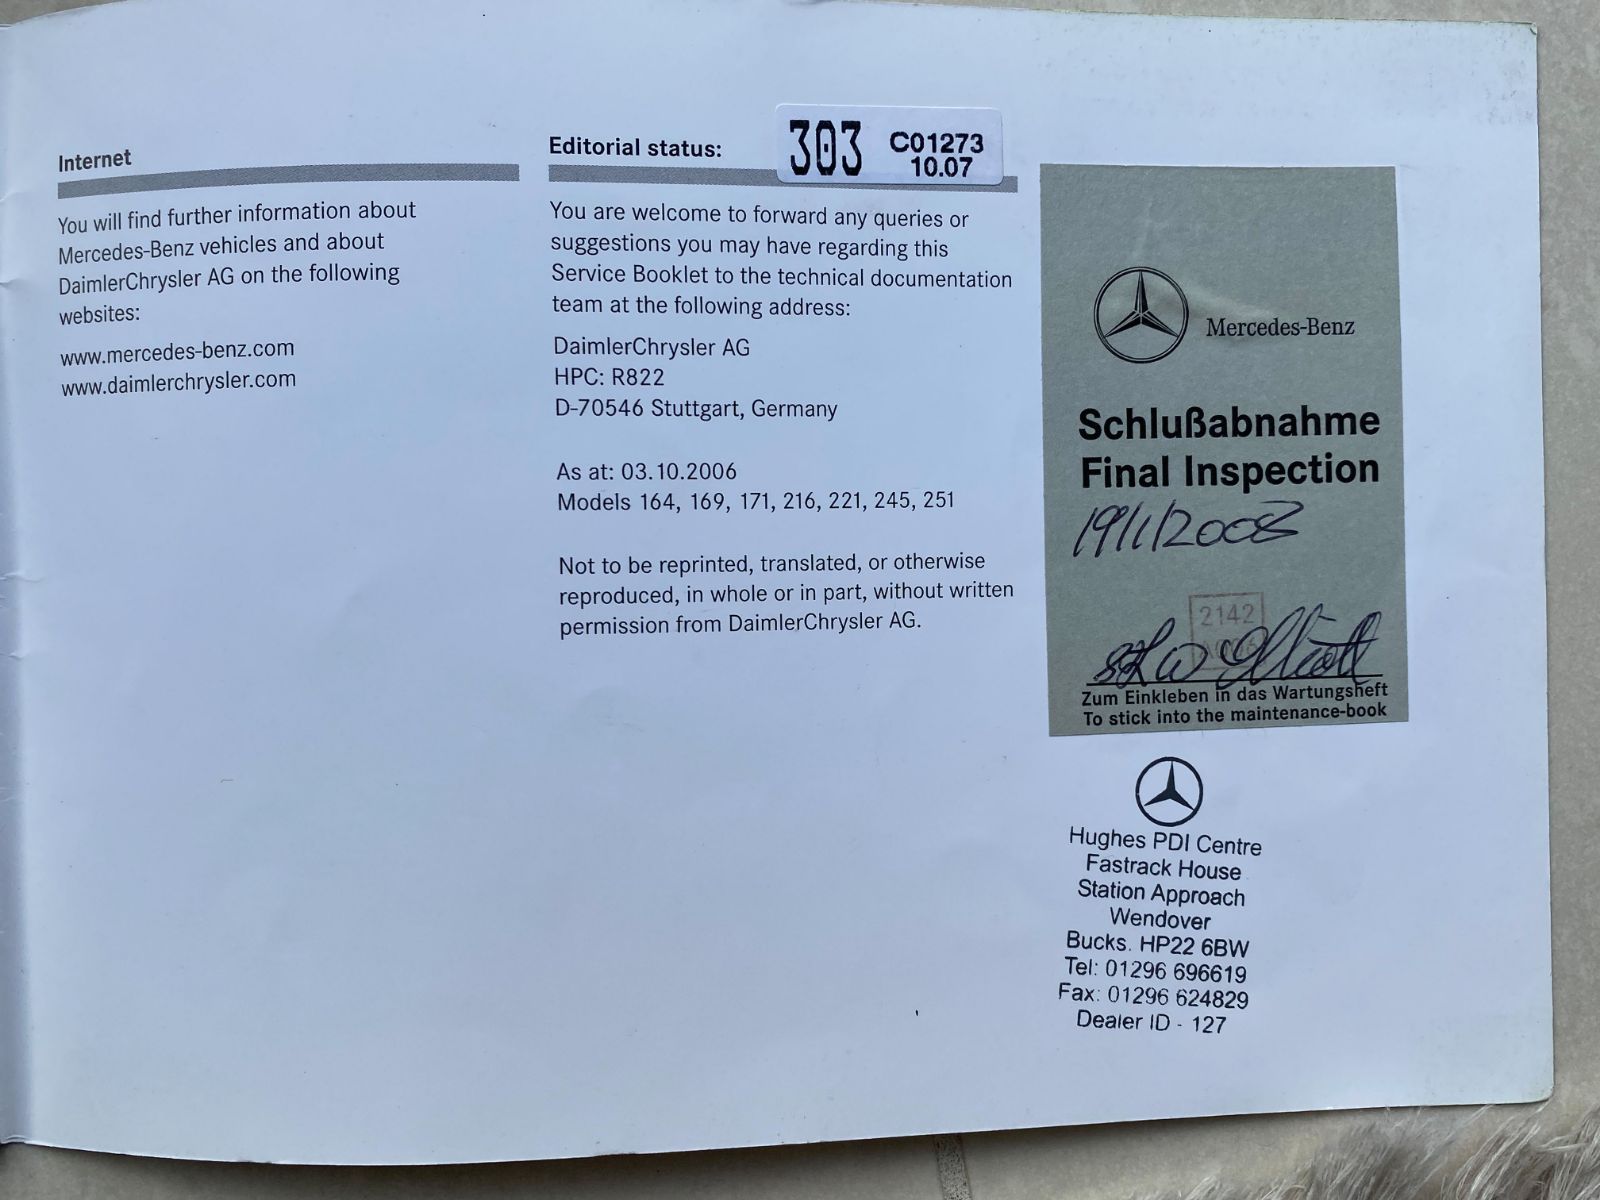 Internet
You will find further information about
Mercedes-Benz vehicles and about
DaimlerChrysler AG on the following
websites:
www.mercedes-benz.com
www.daimlerchrysler.com
Editorial status:
303 C01273
10.07
You are welcome to forward any queries or
suggestions you may have regarding this
Service Booklet to the technical documentation
team at the following address:
DaimlerChrysler AG
HPC: R822
D-70546 Stuttgart, Germany
As at: 03.10.2006
Models 164, 169, 171, 216, 221, 245, 251
Not to be reprinted, translated, or otherwise
reproduced, in whole or in part, without written
permission from DaimlerChrysler AG.
Mercedes-Benz
Schlußabnahme
Final Inspection
19/1/2008
2142
Zum Einkleben in das Wartungsheft
To stick into the maintenance-book
Hughes PDI Centre
Fastrack House
Station Approach
Wendover
Bucks. HP22 6BW
Tel: 01296 696619
Fax: 01296 624829
Dealer ID - 127